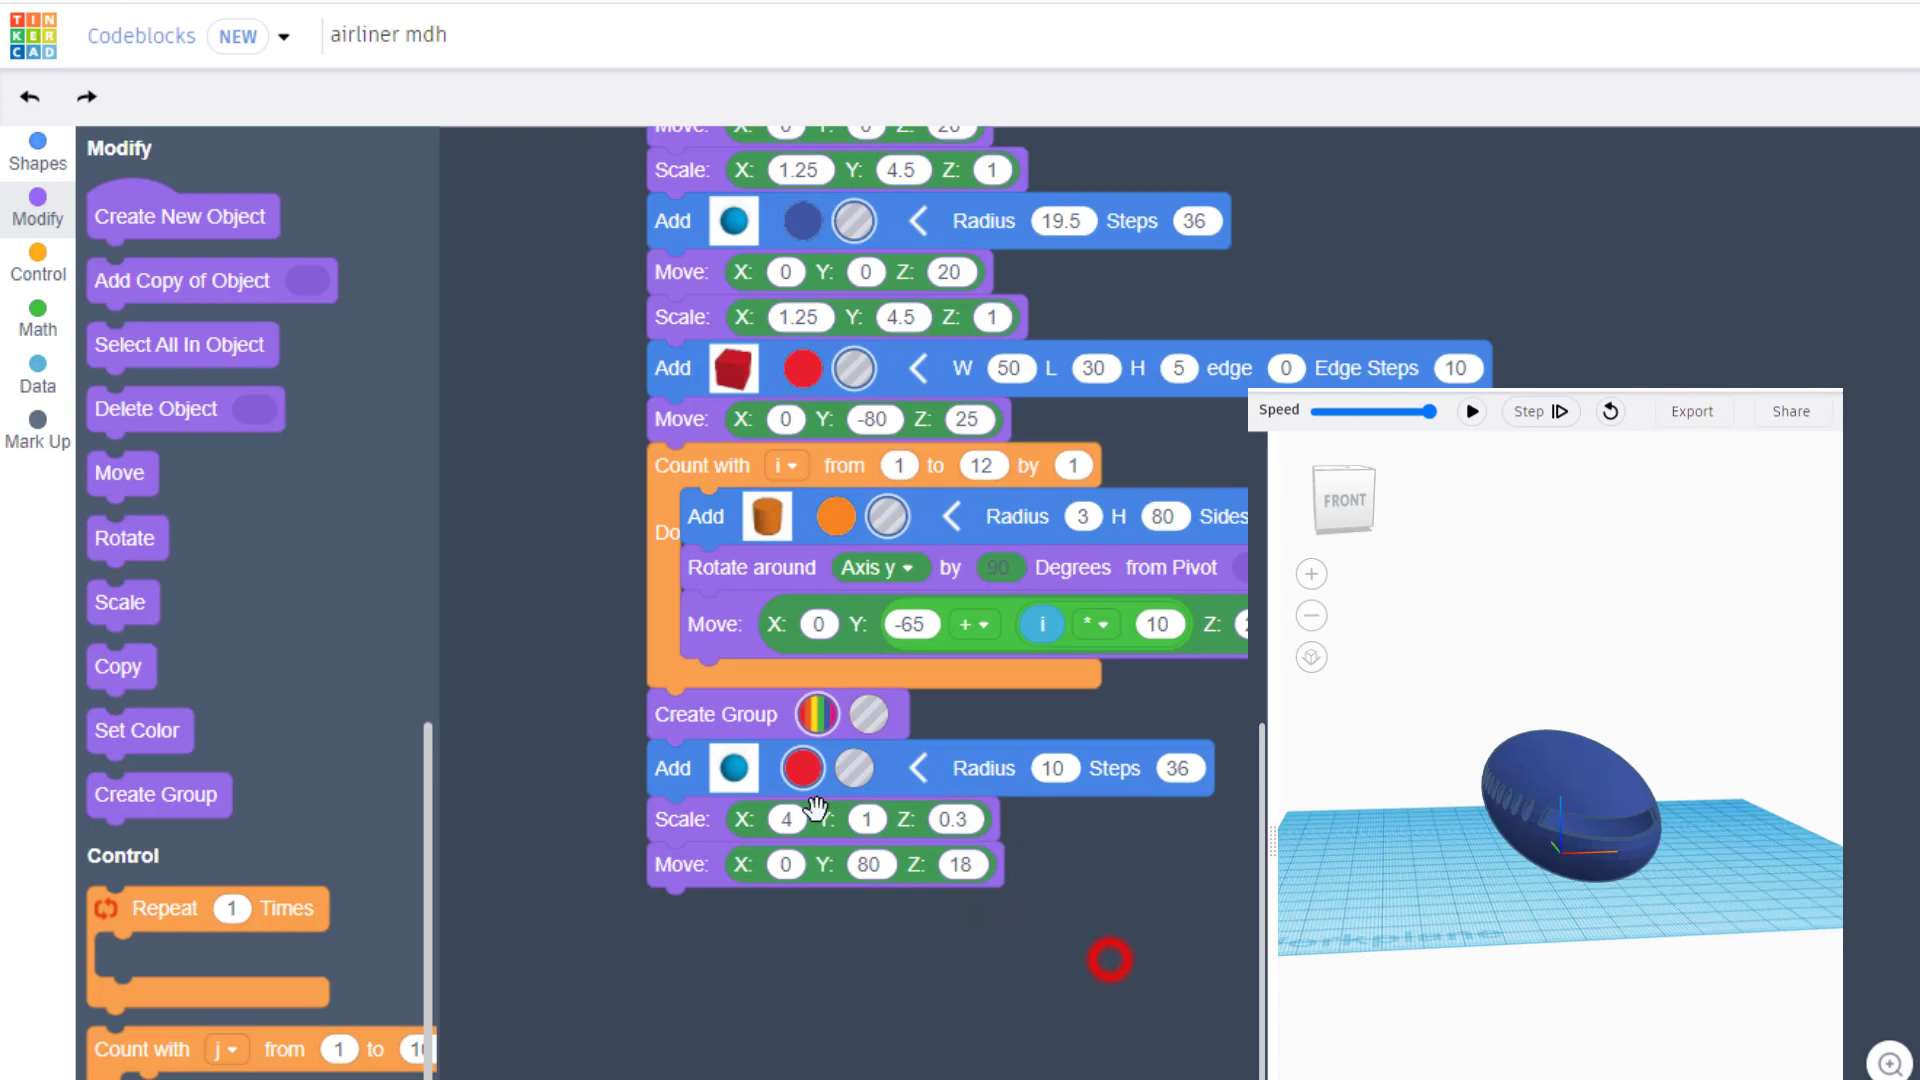 TIN
KER
CAD
Codeblocks NEW airliner mdh
Shapes
Modify
Control
Math
Data
Mark Up
Modify
Create New Object
Add Copy of Object
Select All In Object
Delete Object
Move
Rotate
Scale
Copy
Set Color
Create Group
Control
Repeat 1 Times
Count with j from 1 to
Move: X: 0 Y: 0 Z: 20
Scale: X: 1.25 Y: 4.5 Z: 1
Add Radius 19.5 Steps 36
Move: X: 0 Y: 0 Z: 20
Scale: X: 1.25 Y: 4.5 Z: 1
Add W 50 L 30 H 5 edge 0 Edge Steps 10
Move: X: 0 Y: -80 Z: 25
Count with i from 1 to 12 by 1
Do
Add Radius 3 H 80 Sides
Rotate around Axis y by 90 Degrees from Pivot
Move: X: 0 Y: -65 + i * 10 Z:
Create Group
Add Radius 10 Steps 36
Scale: X: 4 Y: 1 Z: 0.3
Move: X: 0 Y: 80 Z: 18
Speed Step Export Share
FRONT